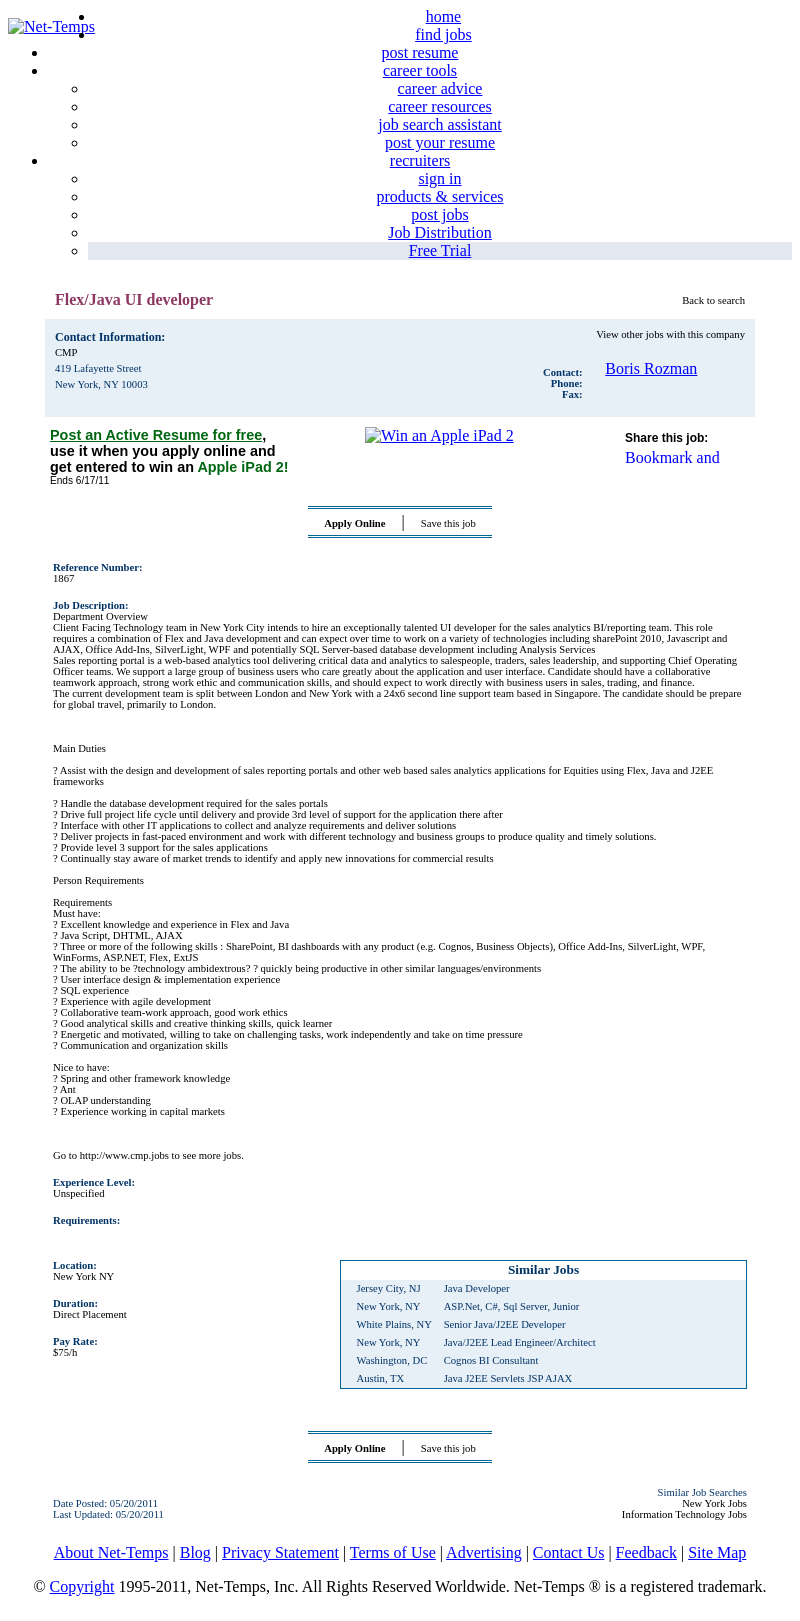 Net-Temps
home
find jobs
post resume
career tools
career advice
career resources
job search assistant
post your resume
recruiters
sign in
products & services
post jobs
Job Distribution
Free Trial
Flex/Java UI developer
Back to search
Contact Information:
CMP
419 Lafayette Street
New York, NY 10003
View other jobs with this company
Contact: Boris Rozman
Phone:
Fax:
Post an Active Resume for free,
use it when you apply online and
get entered to win an Apple iPad 2!
Ends 6/17/11
Win an Apple iPad 2
Share this job:
Bookmark and
Apply Online | Save this job
Reference Number:
1867
Job Description:
Department Overview
Client Facing Technology team in New York City intends to hire an exceptionally talented UI developer for the sales analytics BI/reporting team. This role
requires a combination of Flex and Java development and can expect over time to work on a variety of technologies including sharePoint 2010, Javascript and
AJAX, Office Add-Ins, SilverLight, WPF and potentially SQL Server-based database development including Analysis Services
Sales reporting portal is a web-based analytics tool delivering critical data and analytics to salespeople, traders, sales leadership, and supporting Chief Operating
Officer teams. We support a large group of business users who care greatly about the application and user interface. Candidate should have a collaborative
teamwork approach, strong work ethic and communication skills, and should expect to work directly with business users in sales, trading, and finance.
The current development team is split between London and New York with a 24x6 second line support team based in Singapore. The candidate should be prepare
for global travel, primarily to London.
Main Duties
? Assist with the design and development of sales reporting portals and other web based sales analytics applications for Equities using Flex, Java and J2EE
frameworks
? Handle the database development required for the sales portals
? Drive full project life cycle until delivery and provide 3rd level of support for the application there after
? Interface with other IT applications to collect and analyze requirements and deliver solutions
? Deliver projects in fast-paced environment and work with different technology and business groups to produce quality and timely solutions.
? Provide level 3 support for the sales applications
? Continually stay aware of market trends to identify and apply new innovations for commercial results
Person Requirements
Requirements
Must have:
? Excellent knowledge and experience in Flex and Java
? Java Script, DHTML, AJAX
? Three or more of the following skills : SharePoint, BI dashboards with any product (e.g. Cognos, Business Objects), Office Add-Ins, SilverLight, WPF,
WinForms, ASP.NET, Flex, ExtJS
? The ability to be ?technology ambidextrous? ? quickly being productive in other similar languages/environments
? User interface design & implementation experience
? SQL experience
? Experience with agile development
? Collaborative team-work approach, good work ethics
? Good analytical skills and creative thinking skills, quick learner
? Energetic and motivated, willing to take on challenging tasks, work independently and take on time pressure
? Communication and organization skills
Nice to have:
? Spring and other framework knowledge
? Ant
? OLAP understanding
? Experience working in capital markets
Go to http://www.cmp.jobs to see more jobs.
Experience Level:
Unspecified
Requirements:
Location:
New York NY
Duration:
Direct Placement
Pay Rate:
$75/h
Similar Jobs
Jersey City, NJ Java Developer
New York, NY ASP.Net, C#, Sql Server, Junior
White Plains, NY Senior Java/J2EE Developer
New York, NY Java/J2EE Lead Engineer/Architect
Washington, DC Cognos BI Consultant
Austin, TX Java J2EE Servlets JSP AJAX
Apply Online | Save this job
Date Posted: 05/20/2011
Last Updated: 05/20/2011
Similar Job Searches
New York Jobs
Information Technology Jobs
About Net-Temps | Blog | Privacy Statement | Terms of Use | Advertising | Contact Us | Feedback | Site Map
© Copyright 1995-2011, Net-Temps, Inc. All Rights Reserved Worldwide. Net-Temps ® is a registered trademark.